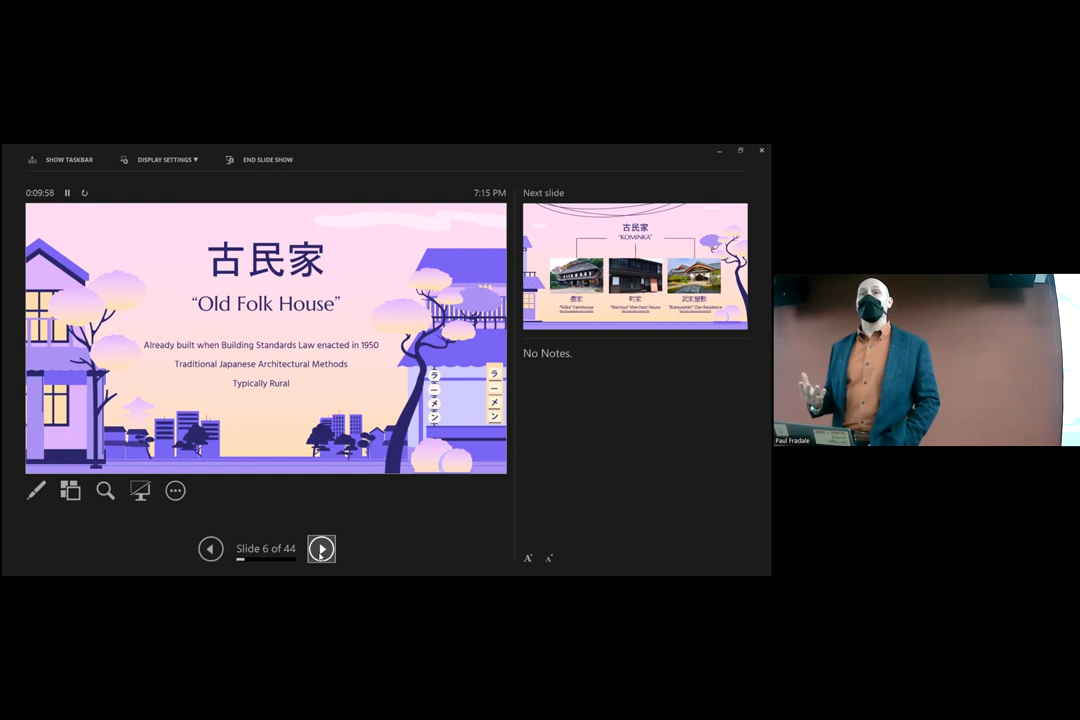 SHOW TASKBAR
DISPLAY SETTINGS ▼
END SLIDE SHOW
0:09:58
7:15 PM
Next slide
古民家
“Old Folk House”
Already built when Building Standards Law enacted in 1950
Traditional Japanese Architectural Methods
Typically Rural
ラーメン
ラーメン
古民家
"KOMINKA"
農家
町家
武家屋敷
"Nōka" Farmhouse
"Machiya" Merchant House
"Bukeyashiki" Clan Residence
No Notes.
Paul Fradale
Slide 6 of 44
A
A